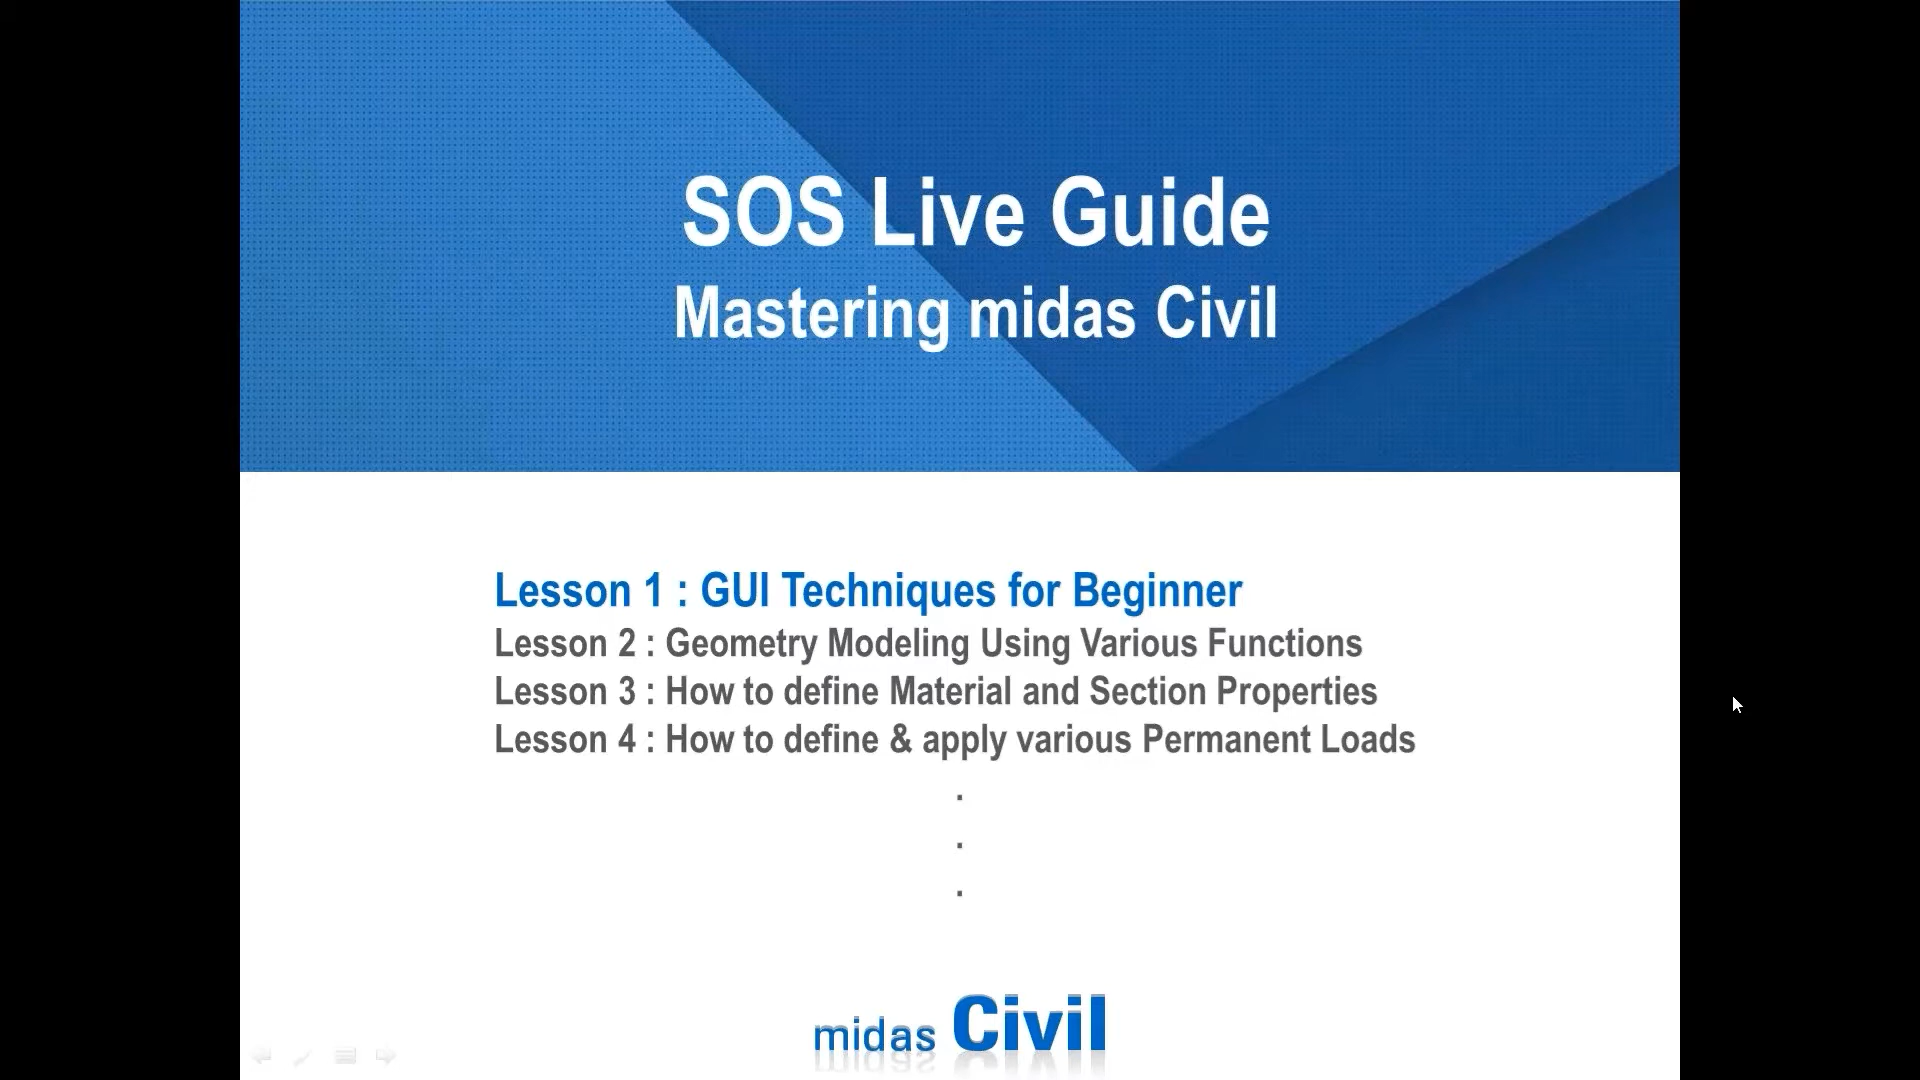 SOS Live Guide
Mastering midas Civil
Lesson 1 : GUI Techniques for Beginner
Lesson 2 : Geometry Modeling Using Various Functions
Lesson 3 : How to define Material and Section Properties
Lesson 4 : How to define & apply various Permanent Loads
.
.
.
midas Civil